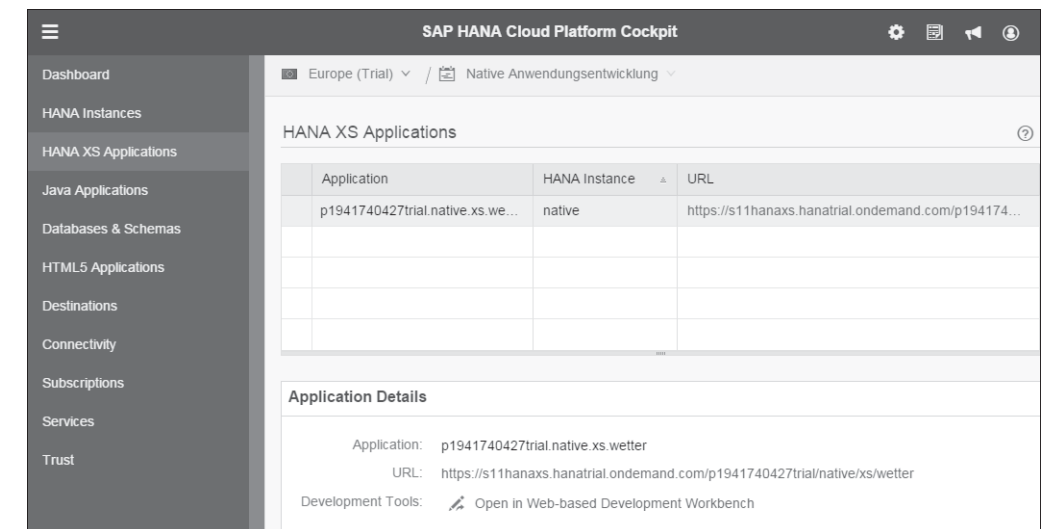 SAP HANA Cloud Platform Cockpit
Dashboard
HANA Instances
HANA XS Applications
Java Applications
Databases & Schemas
HTML5 Applications
Destinations
Connectivity
Subscriptions
Services
Trust
Europe (Trial) / Native Anwendungsentwicklung
HANA XS Applications
Application HANA Instance URL
p1941740427trial.native.xs.we... native https://s11hanaxs.hanatrial.ondemand.com/p194174...
Application Details
Application: p1941740427trial.native.xs.wetter
URL: https://s11hanaxs.hanatrial.ondemand.com/p1941740427trial/native/xs/wetter
Development Tools: Open in Web-based Development Workbench